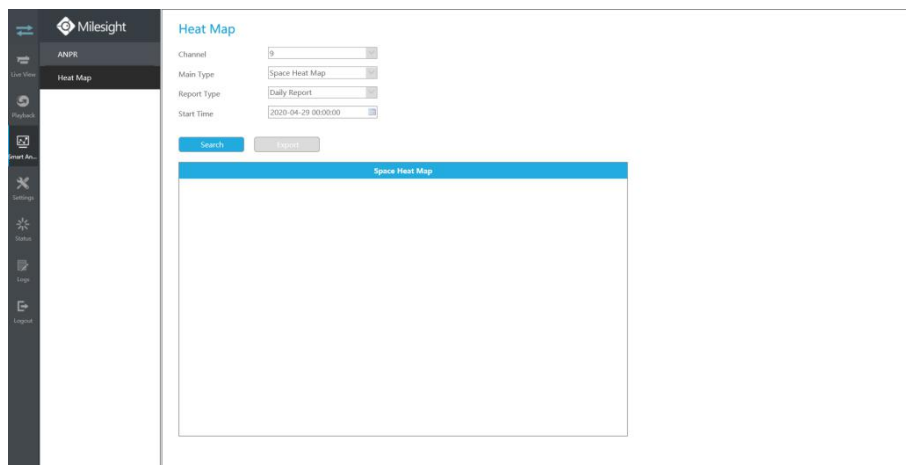 Milesight
ANPR
Heat Map
Live View
Playback
Smart An...
Settings
Status
Logs
Logout
Heat Map
Channel 9
Main Type Space Heat Map
Report Type Daily Report
Start Time 2020-04-29 00:00:00
Search Export
Space Heat Map